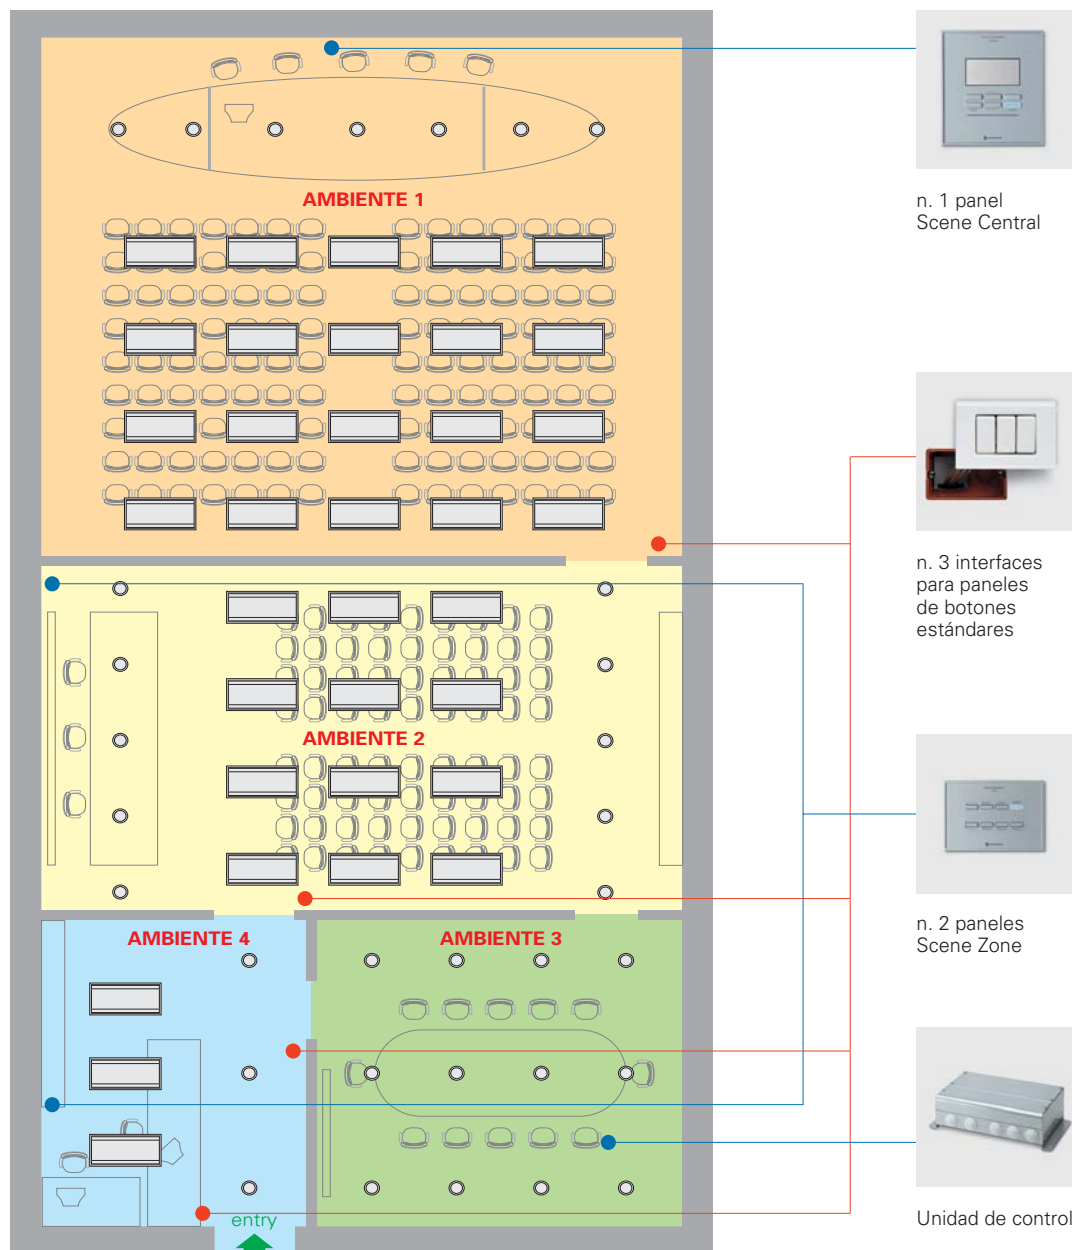 AMBIENTE 1
n. 1 panel
Scene Central
n. 3 interfaces
para paneles
de botones
estándares
AMBIENTE 2
n. 2 paneles
Scene Zone
AMBIENTE 4
AMBIENTE 3
Unidad de control
entry